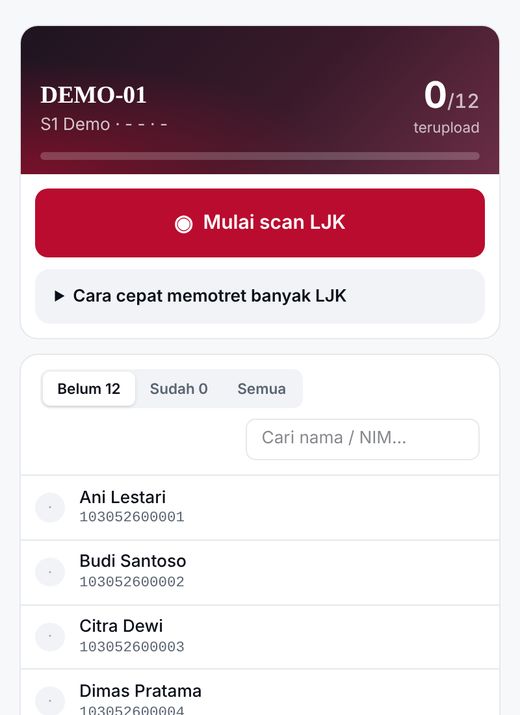 DEMO-01
S1 Demo · - - · -
0/12
terupload
◉ Mulai scan LJK
▶ Cara cepat memotret banyak LJK
Belum 12 Sudah 0 Semua
Cari nama / NIM...
Ani Lestari
103052600001
Budi Santoso
103052600002
Citra Dewi
103052600003
Dimas Pratama
103052600004